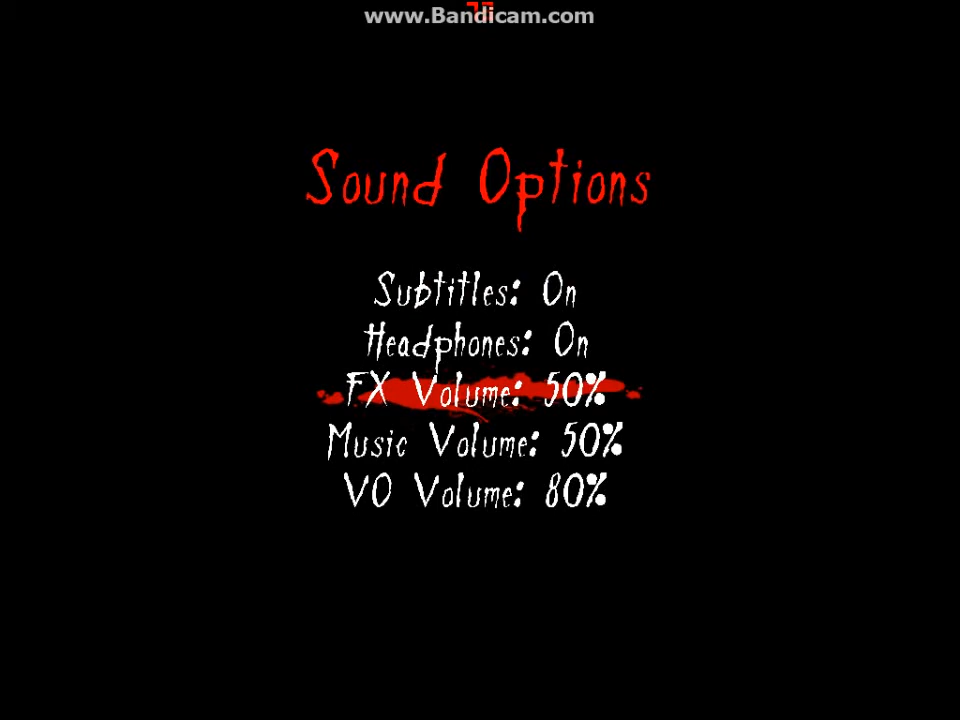 www.Bandicam.com
Sound Options
Subtitles: On
Headphones: On
FX Volume: 50%
Music Volume: 50%
VO Volume: 80%